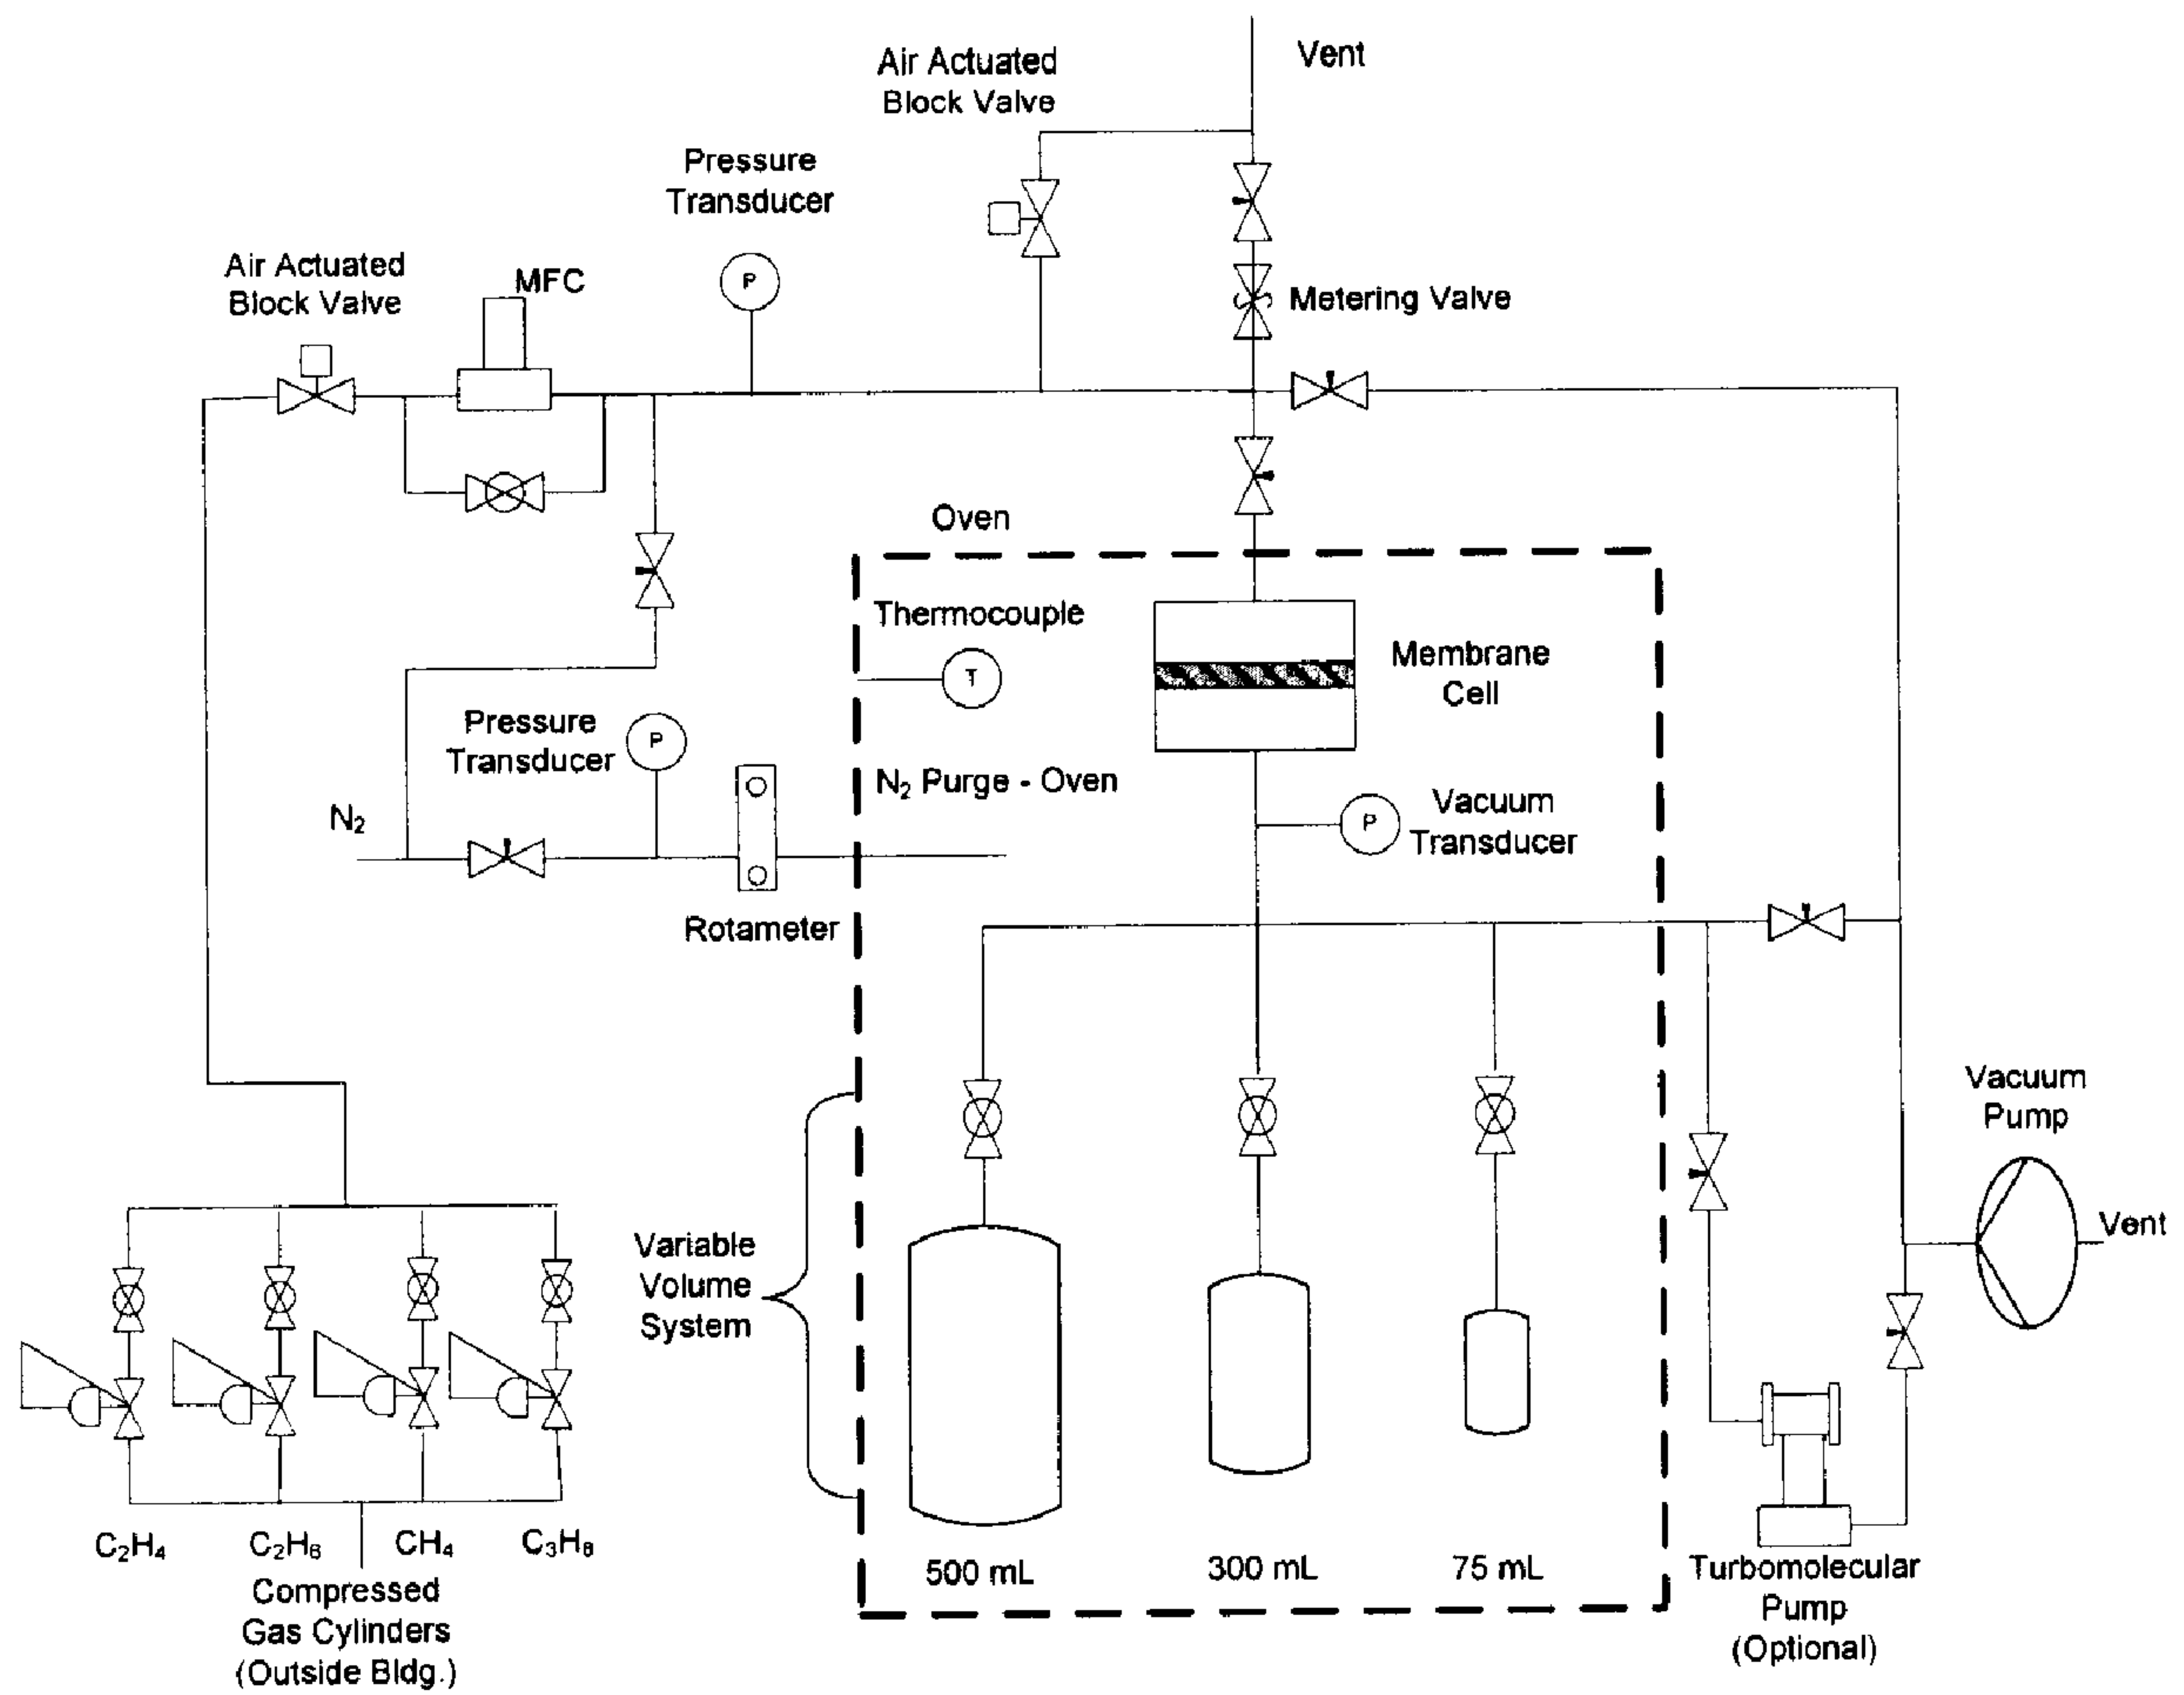 Vent
Air Actuated
Block Valve
Pressure
Transducer
P
Air Actuated
Block Valve
MFC
Metering Valve
Oven
Thermocouple
T
Membrane
Cell
Pressure
Transducer
P
N₂ Purge - Oven
N₂
P
Vacuum
Transducer
Rotameter
Vacuum
Pump
Vent
Variable
Volume
System
C₂H₄
C₂H₆
CH₄
C₃H₈
Compressed
Gas Cylinders
(Outside Bldg.)
500 mL
300 mL
75 mL
Turbomolecular
Pump
(Optional)